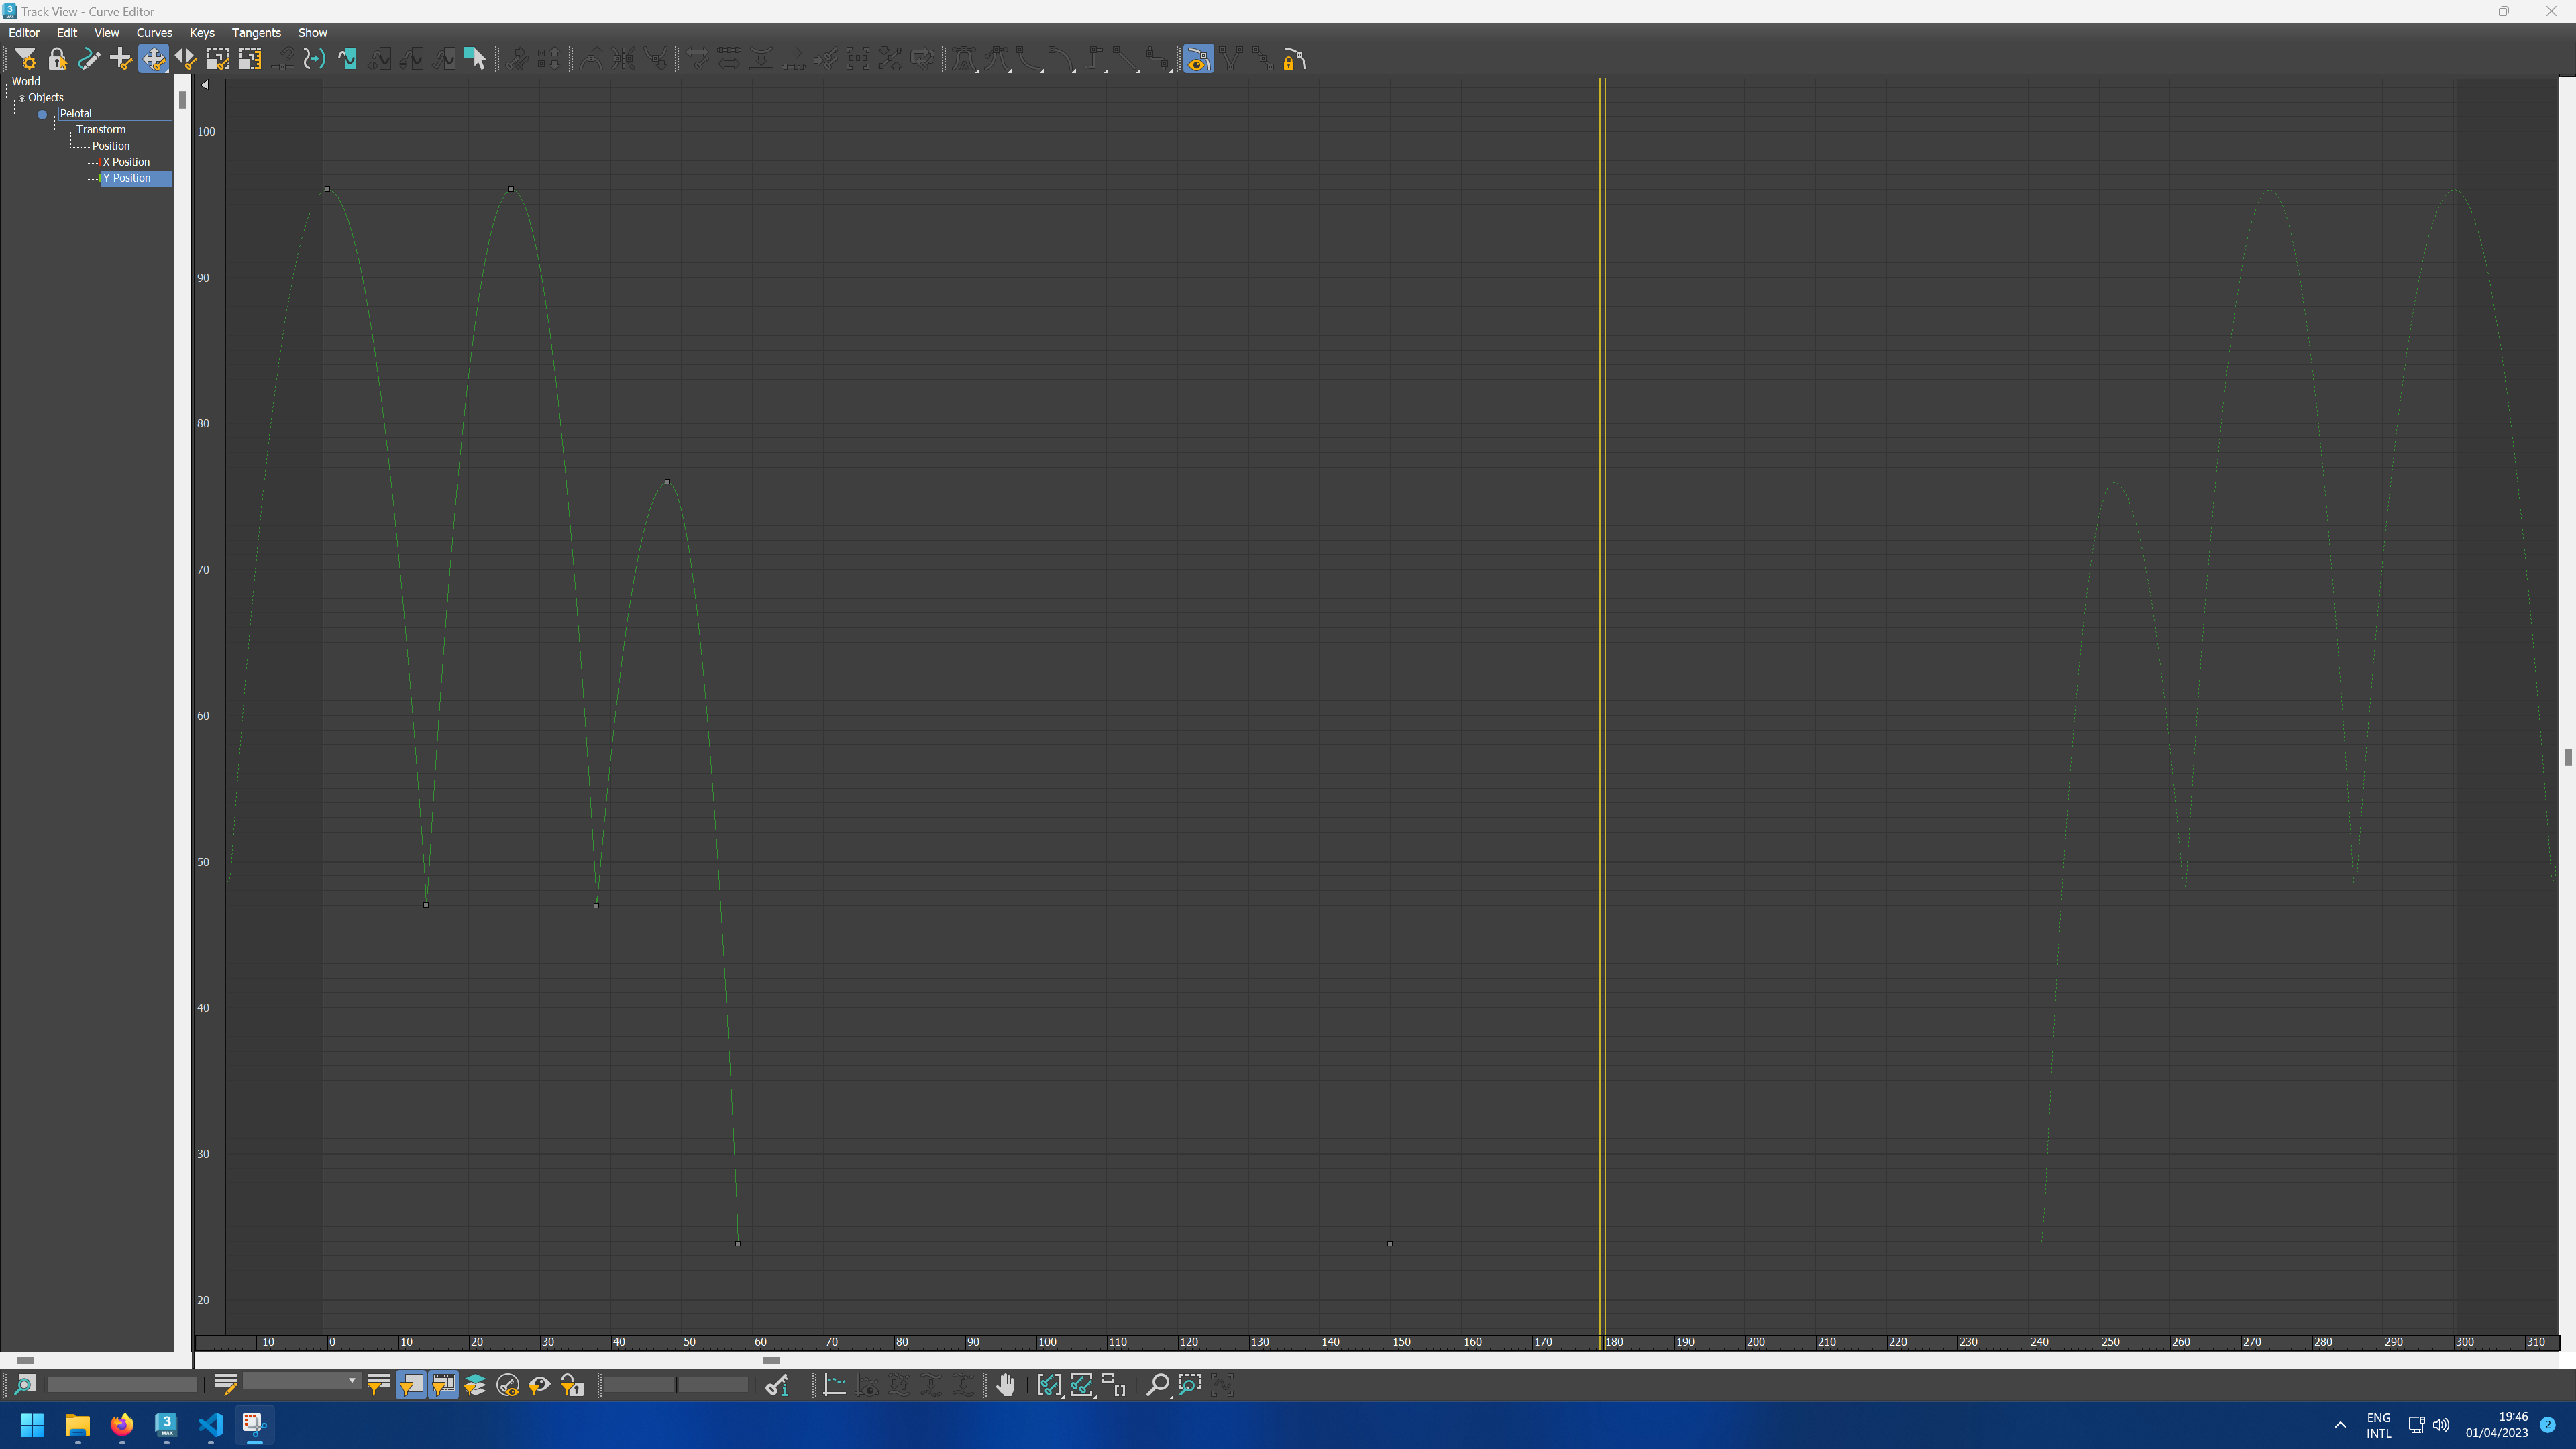 Track View - Curve Editor
Editor Edit View Curves Keys Tangents Show
World
Objects
PelotaL
Transform
Position
X Position
Y Position
100
90
80
70
60
50
40
30
20
-10 0 10 20 30 40 50 60 70 80 90 100 110 120 130 140 150 160 170 180 190 200 210 220 230 240 250 260 270 280 290 300 310
3
MAX
ENG
INTL
19:46
01/04/2023
2